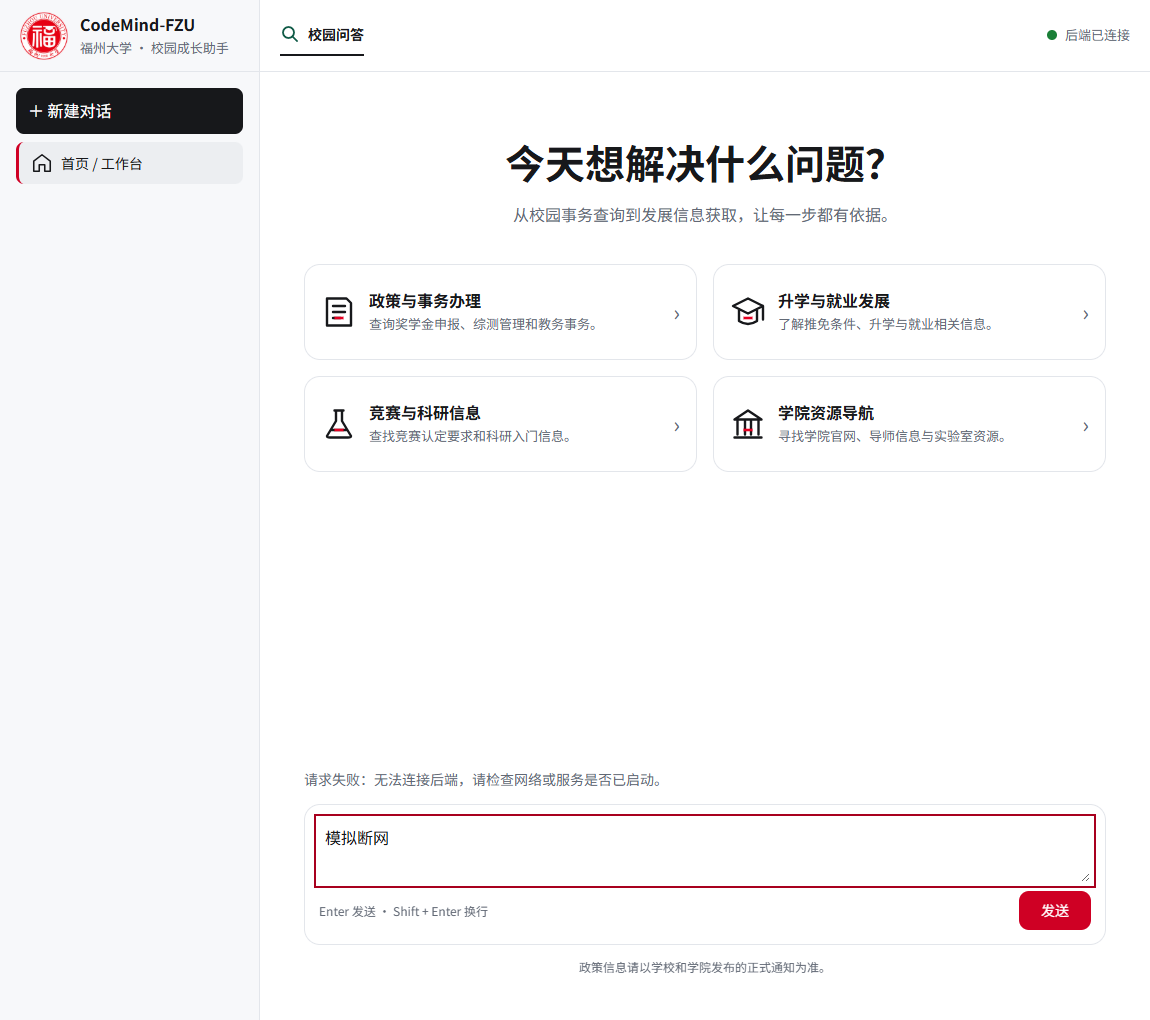 福
CodeMind-FZU
福州大学 · 校园成长助手
校园问答
后端已连接
+ 新建对话
首页 / 工作台
今天想解决什么问题？
从校园事务查询到发展信息获取，让每一步都有依据。
政策与事务办理
查询奖学金申报、综测管理和教务事务。
升学与就业发展
了解推免条件、升学与就业相关信息。
竞赛与科研信息
查找竞赛认定要求和科研入门信息。
学院资源导航
寻找学院官网、导师信息与实验室资源。
请求失败：无法连接后端，请检查网络或服务是否已启动。
模拟断网
Enter 发送 · Shift + Enter 换行
发送
政策信息请以学校和学院发布的正式通知为准。